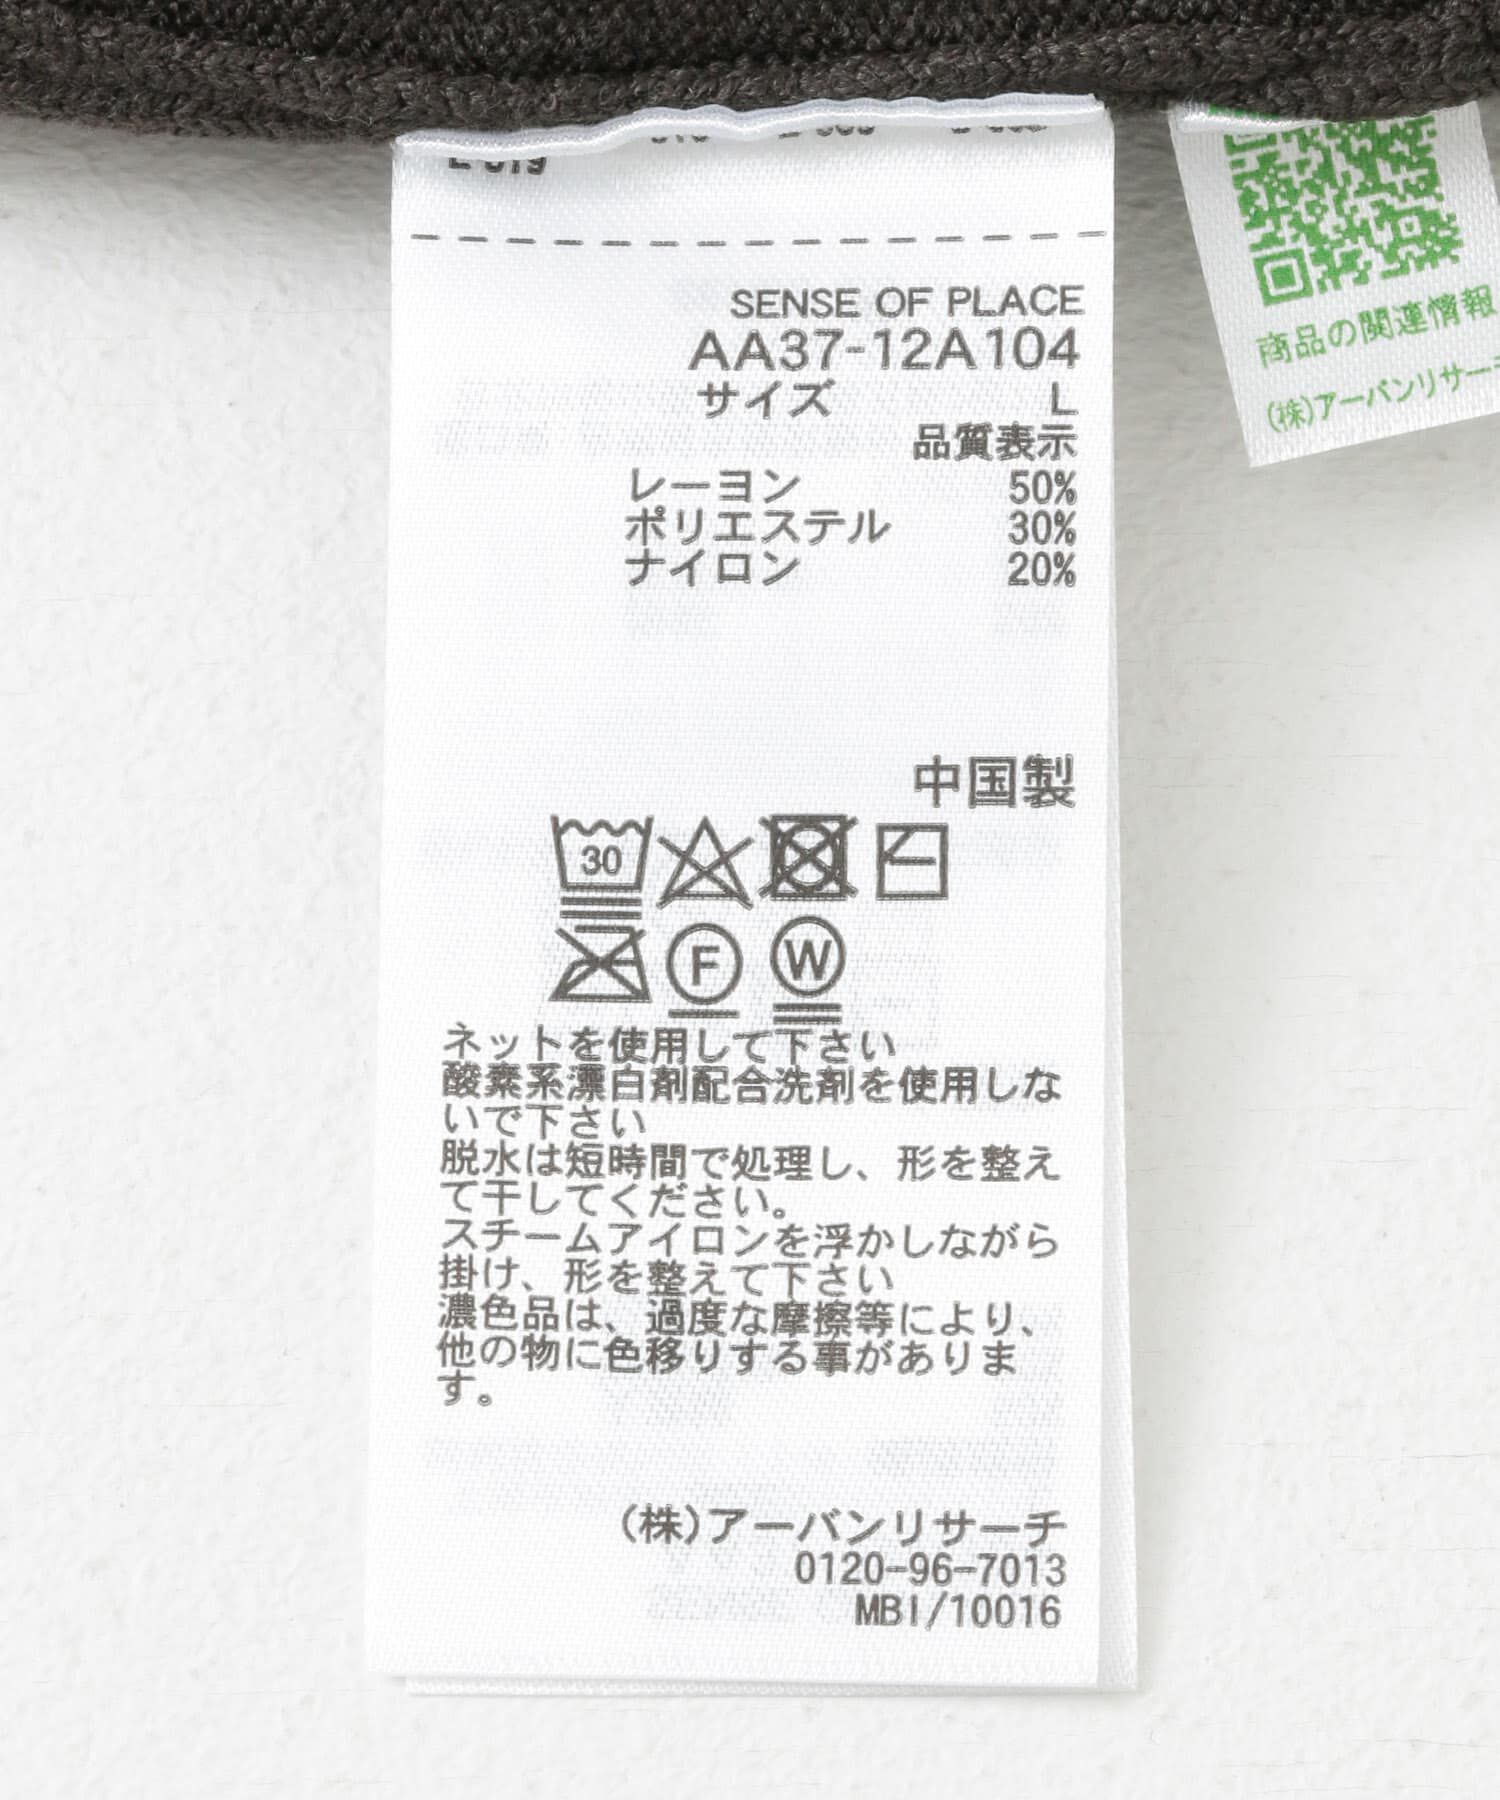 SENSE OF PLACE
AA37-12A104
サイズ L
品質表示
レーヨン 50%
ポリエステル 30%
ナイロン 20%
中国製
30
F W
ネットを使用して下さい
酸素系漂白剤配合洗剤を使用しな
いで下さい
脱水は短時間で処理し、形を整え
て干してください。
スチームアイロンを浮かしながら
掛け、形を整えて下さい
濃色品は、過度な摩擦等により、
他の物に色移りする事がありま
す。
(株)アーバンリサーチ
0120-96-7013
MBI/10016
商品の関連情報
(株)アーバンリサーチ